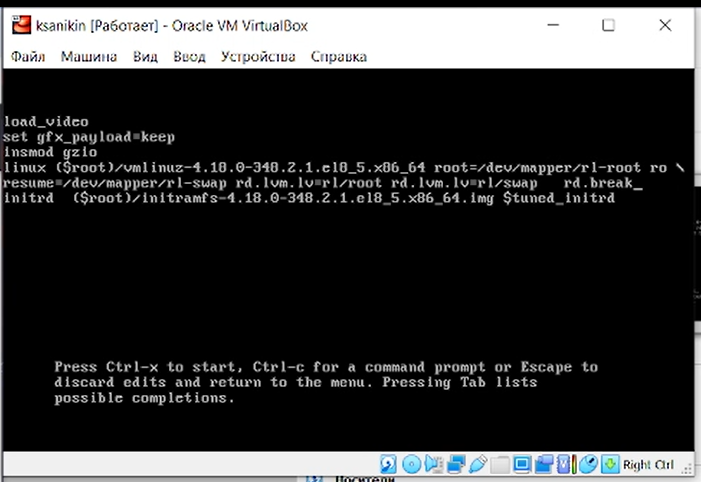 ksanikin [Работает] - Oracle VM VirtualBox
Файл Машина Вид Ввод Устройства Справка
load_video
set gfx_payload=keep
insmod gzio
linux ($root)/vmlinuz-4.18.0-348.2.1.el8_5.x86_64 root=/dev/mapper/rl-root ro \
resume=/dev/mapper/rl-swap rd.lvm.lv=rl/root rd.lvm.lv=rl/swap rd.break_
initrd ($root)/initramfs-4.18.0-348.2.1.el8_5.x86_64.img $tuned_initrd
Press Ctrl-x to start, Ctrl-c for a command prompt or Escape to
discard edits and return to the menu. Pressing Tab lists
possible completions.
Right Ctrl
Носители